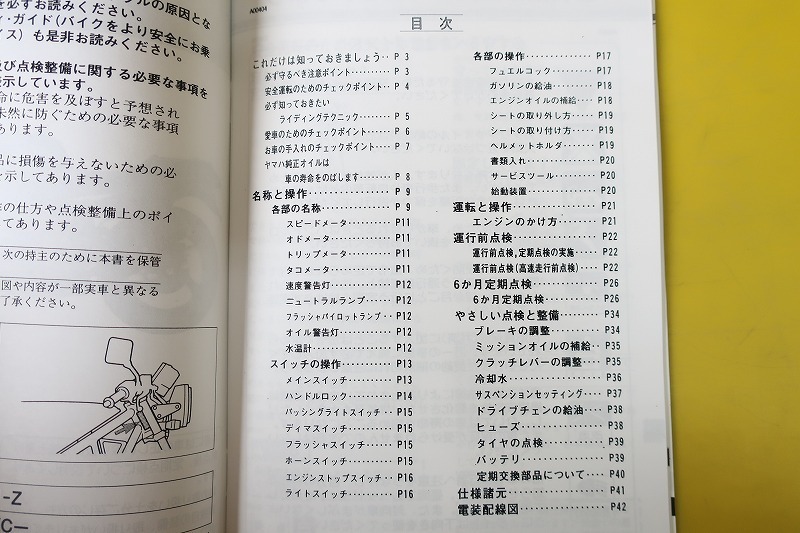 ブルの原因とな
を必ずお読みください。
ィ・ガイド(バイクをより安全にお乗
イス)も是非お読みください。
及び点検整備に関する必要な事項を
示しています。
命に危害を及ぼすと予想され
未然に防ぐための必要な事項
あります。
品に損傷を与えないための必
を示してあります。
作の仕方や点検整備上のポイ
てあります。
次の持主のために本書を保管
図や内容が一部実車と異なる
了承ください。
-Z
C—
A00404
目 次
これだけは知っておきましょう‥P 3
必ず守るべき注意ポイント‥‥‥‥P 3
安全運転のためのチェックポイント‥P 4
必ず知っておきたい
ライディングテクニック‥‥‥P 5
愛車のためのチェックポイント‥‥P 6
お車の手入れのチェックポイント‥P 7
ヤマハ純正オイルは
車の寿命をのばします‥‥P 8
名称と操作‥‥‥‥‥‥‥P 9
各部の名称‥‥‥‥‥‥P 9
スピードメータ‥‥‥‥P11
オドメータ‥‥‥‥‥‥P11
トリップメータ‥‥‥‥P11
タコメータ‥‥‥‥‥‥P11
速度警告灯‥‥‥‥‥‥P12
ニュートラルランプ‥‥P12
フラッシャパイロットランプ‥‥P12
オイル警告灯‥‥‥‥‥P12
水温計‥‥‥‥‥‥‥‥P12
スイッチの操作‥‥‥‥‥P13
メインスイッチ‥‥‥‥P13
ハンドルロック‥‥‥‥P14
パッシングライトスイッチ‥‥P15
ディマスイッチ‥‥‥‥P15
フラッシャスイッチ‥‥P15
ホーンスイッチ‥‥‥‥P15
エンジンストップスイッチ‥‥P16
ライトスイッチ‥‥‥‥P16
各部の操作‥‥‥‥‥‥P17
フュエルコック‥‥‥‥P17
ガソリンの給油‥‥‥‥P18
エンジンオイルの補給‥‥P18
シートの取り外し方‥‥P19
シートの取り付け方‥‥P19
ヘルメットホルダ‥‥‥P19
書類入れ‥‥‥‥‥‥‥P20
サービスツール‥‥‥‥P20
始動装置‥‥‥‥‥‥‥P20
運転と操作‥‥‥‥‥‥‥P21
エンジンのかけ方‥‥‥P21
運行前点検‥‥‥‥‥‥‥P22
運行前点検,定期点検の実施‥‥P22
運行前点検(高速走行前点検)‥‥P22
6か月定期点検‥‥‥‥‥P26
6か月定期点検‥‥‥‥P26
やさしい点検と整備‥‥‥P34
ブレーキの調整‥‥‥‥P34
ミッションオイルの補給‥‥P35
クラッチレバーの調整‥‥P35
冷却水‥‥‥‥‥‥‥‥P36
サスペンションセッティング‥‥P37
ドライブチェンの給油‥‥P38
ヒューズ‥‥‥‥‥‥‥P38
タイヤの点検‥‥‥‥‥P39
バッテリ‥‥‥‥‥‥‥P39
定期交換部品について‥‥P40
仕様諸元‥‥‥‥‥‥‥‥P41
電装配線図‥‥‥‥‥‥‥P42